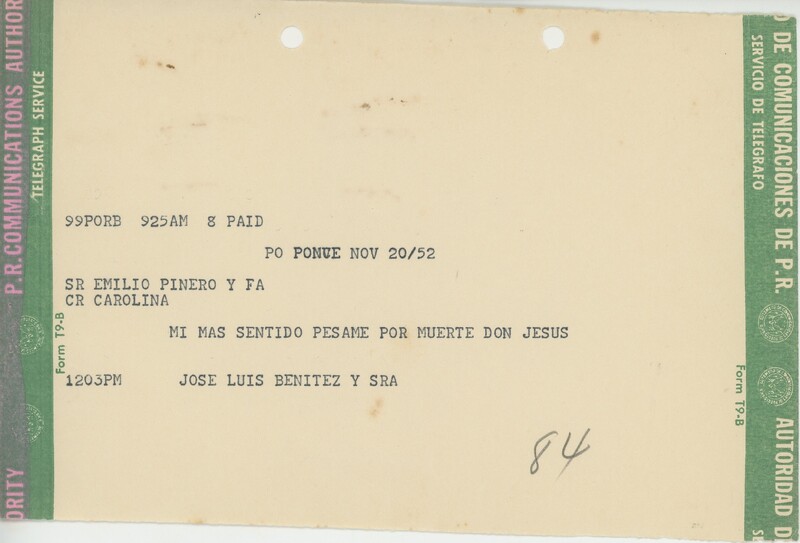 P.R. COMMUNICATIONS AUTHOR
TELEGRAPH SERVICE
ORITY
Form T9-B
99PORB 925AM 8 PAID
PO PONCE NOV 20/52
SR EMILIO PINERO Y FA
CR CAROLINA
MI MAS SENTIDO PESAME POR MUERTE DON JESUS
1203PM JOSE LUIS BENITEZ Y SRA
84
D DE COMUNICACIONES DE P.R.
SERVICIO DE TELEGRAFO
Form T9-B
AUTORIDAD D